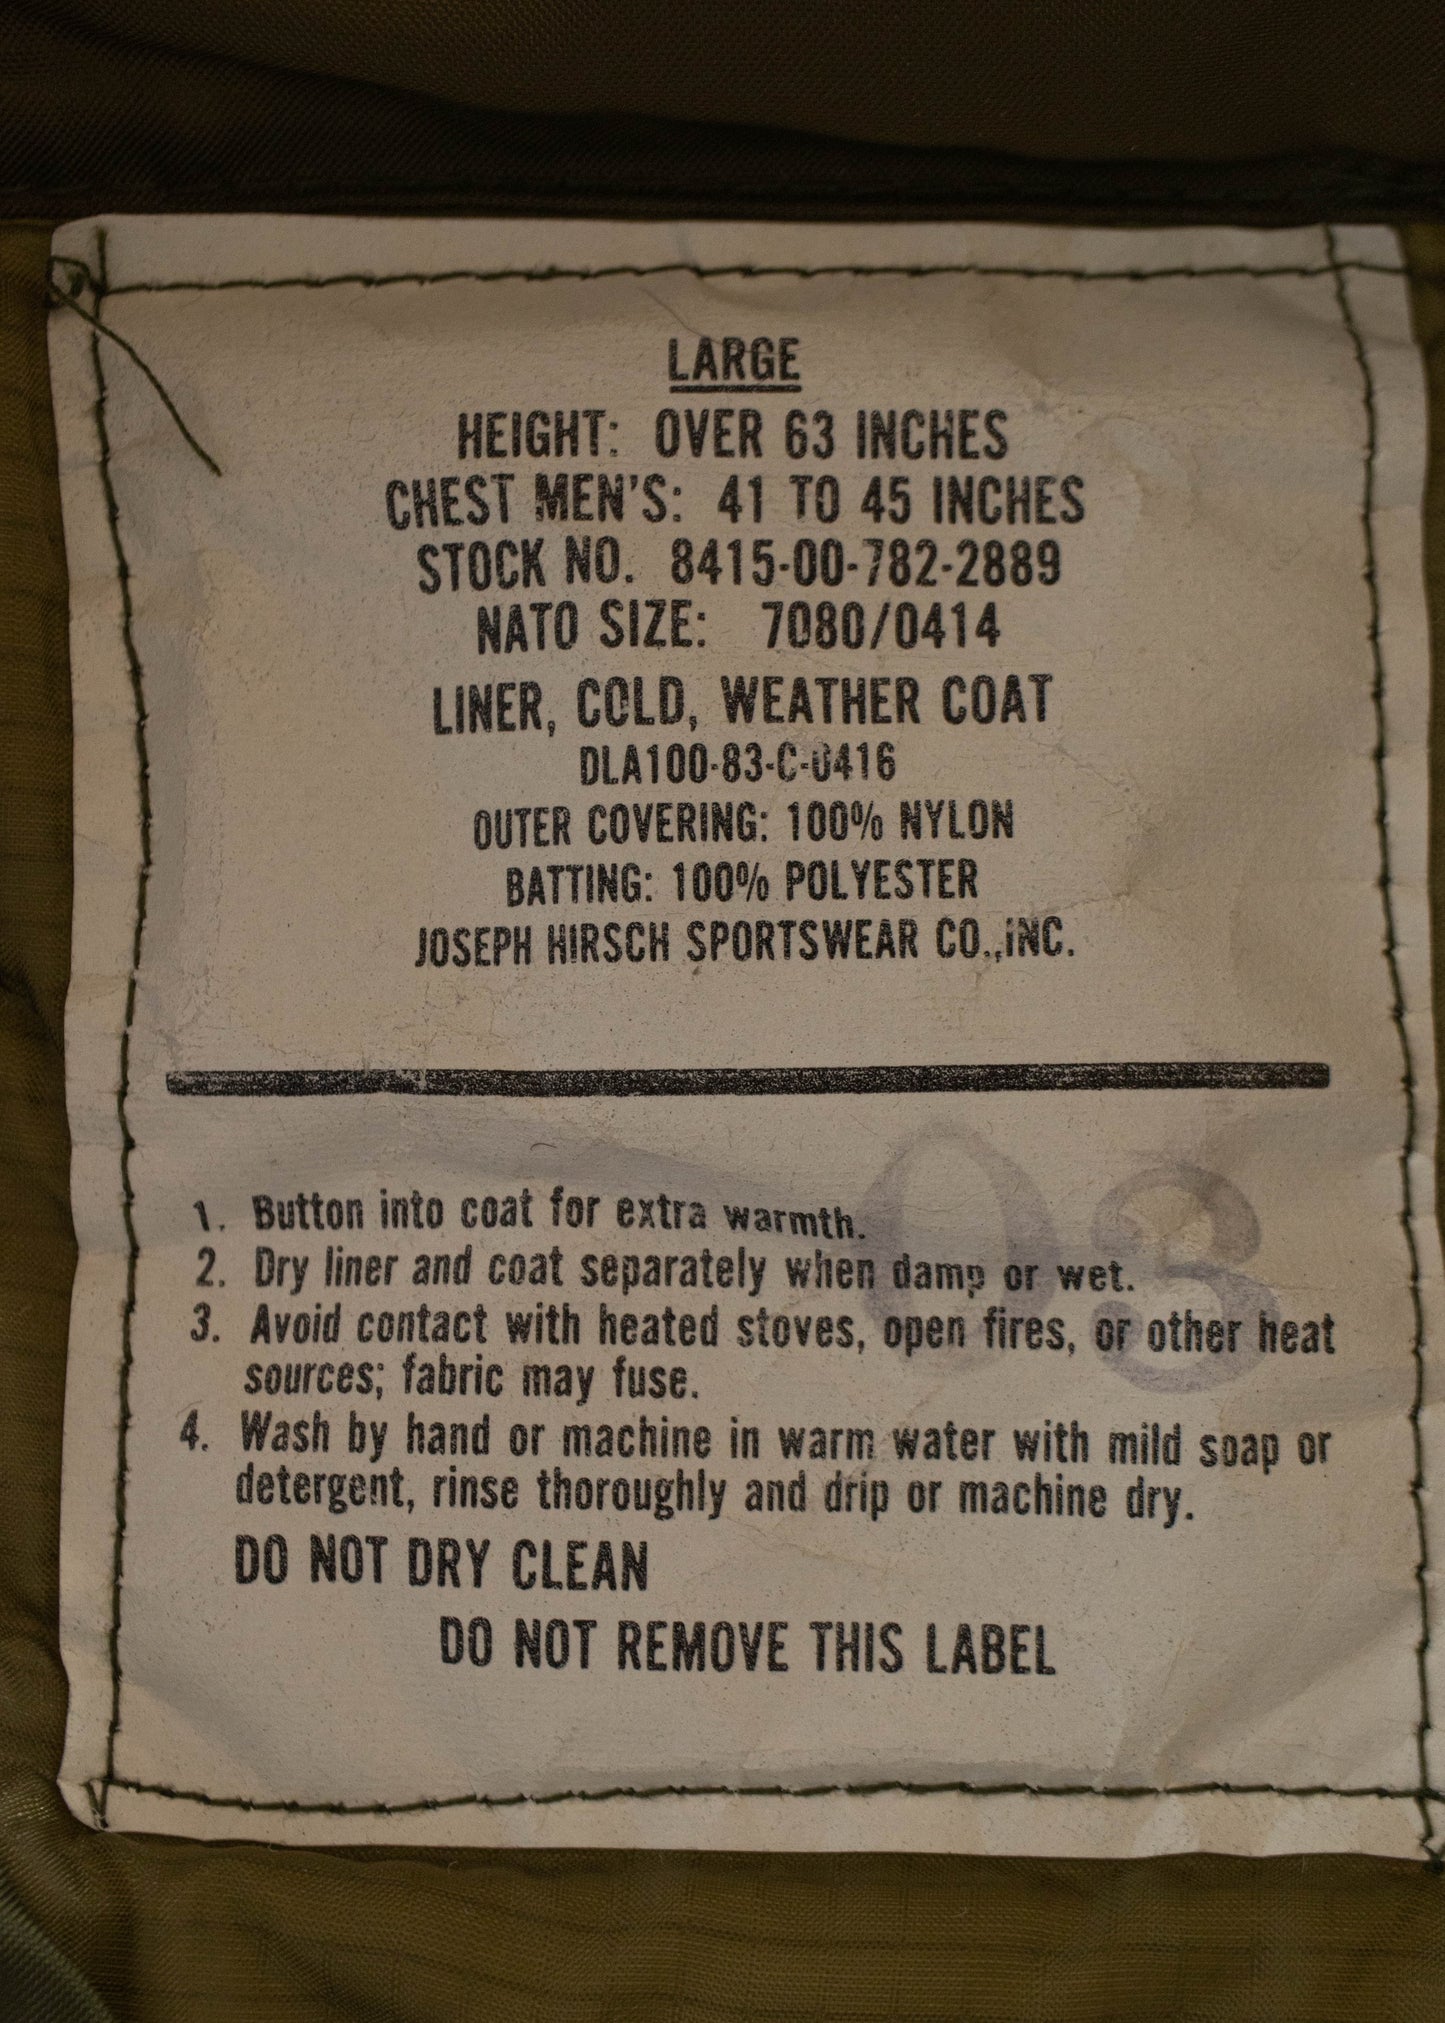 LARGE
HEIGHT: OVER 63 INCHES
CHEST MEN'S: 41 TO 45 INCHES
STOCK NO. 8415-00-782-2889
NATO SIZE: 7080/0414
LINER, COLD, WEATHER COAT
DLA100-83-C-0416
OUTER COVERING: 100% NYLON
BATTING: 100% POLYESTER
JOSEPH HIRSCH SPORTSWEAR CO.,INC.
03
1. Button into coat for extra warmth.
2. Dry liner and coat separately when damp or wet.
3. Avoid contact with heated stoves, open fires, or other heat
sources; fabric may fuse.
4. Wash by hand or machine in warm water with mild soap or
detergent, rinse thoroughly and drip or machine dry.
DO NOT DRY CLEAN
DO NOT REMOVE THIS LABEL